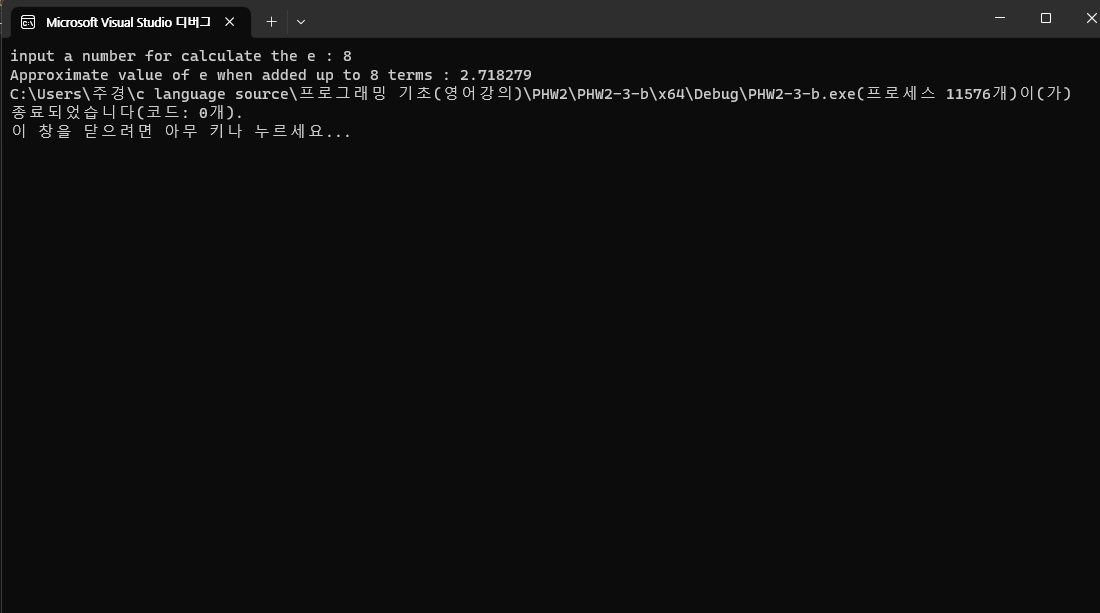 Microsoft Visual Studio 디버그
input a number for calculate the e : 8
Approximate value of e when added up to 8 terms : 2.718279
C:\Users\주경\c language source\프로그래밍 기초(영어강의)\PHW2\PHW2-3-b\x64\Debug\PHW2-3-b.exe(프로세스 11576개)이(가)
종료되었습니다(코드: 0개).
이 창을 닫으려면 아무 키나 누르세요...